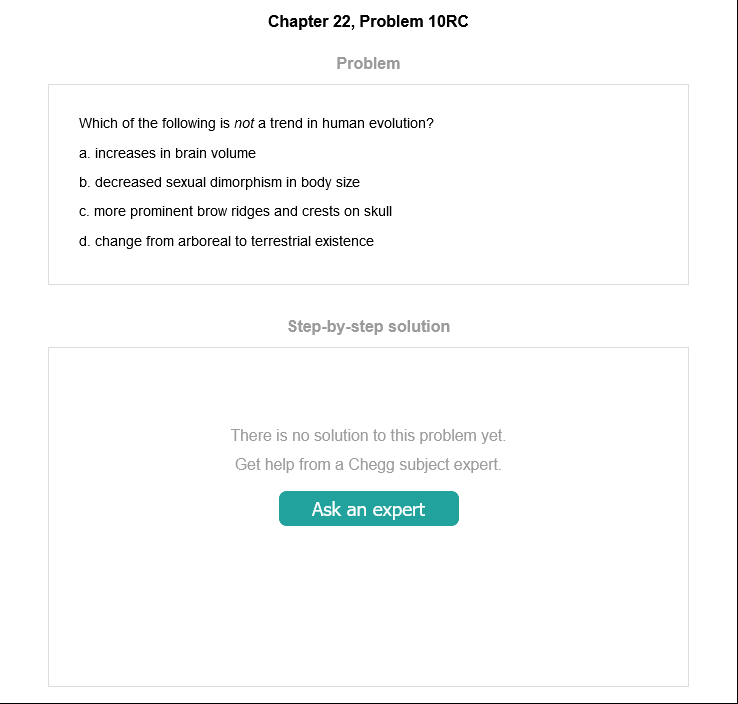 Chapter 22, Problem 10RC
Problem
Which of the following is not a trend in human evolution?
a. increases in brain volume
b. decreased sexual dimorphism in body size
c. more prominent brow ridges and crests on skull
d. change from arboreal to terrestrial existence
Step-by-step solution
There is no solution to this problem yet.
Get help from a Chegg subject expert.
Ask an expert